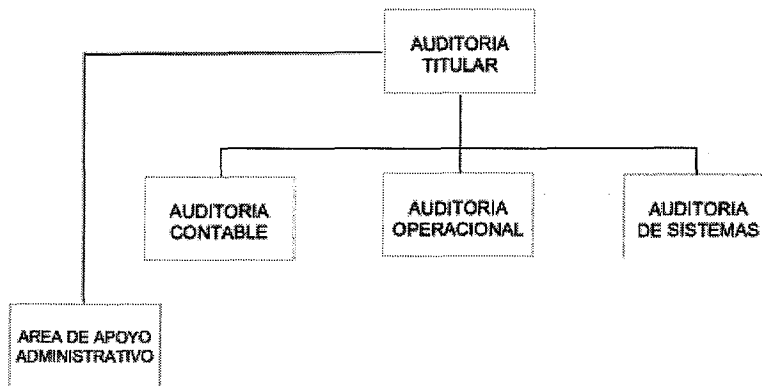 AUDITORIA
TITULAR
AUDITORIA
CONTABLE
AUDITORIA
OPERACIONAL
AUDITORIA
DE SISTEMAS
AREA DE APOYO
ADMINISTRATIVO